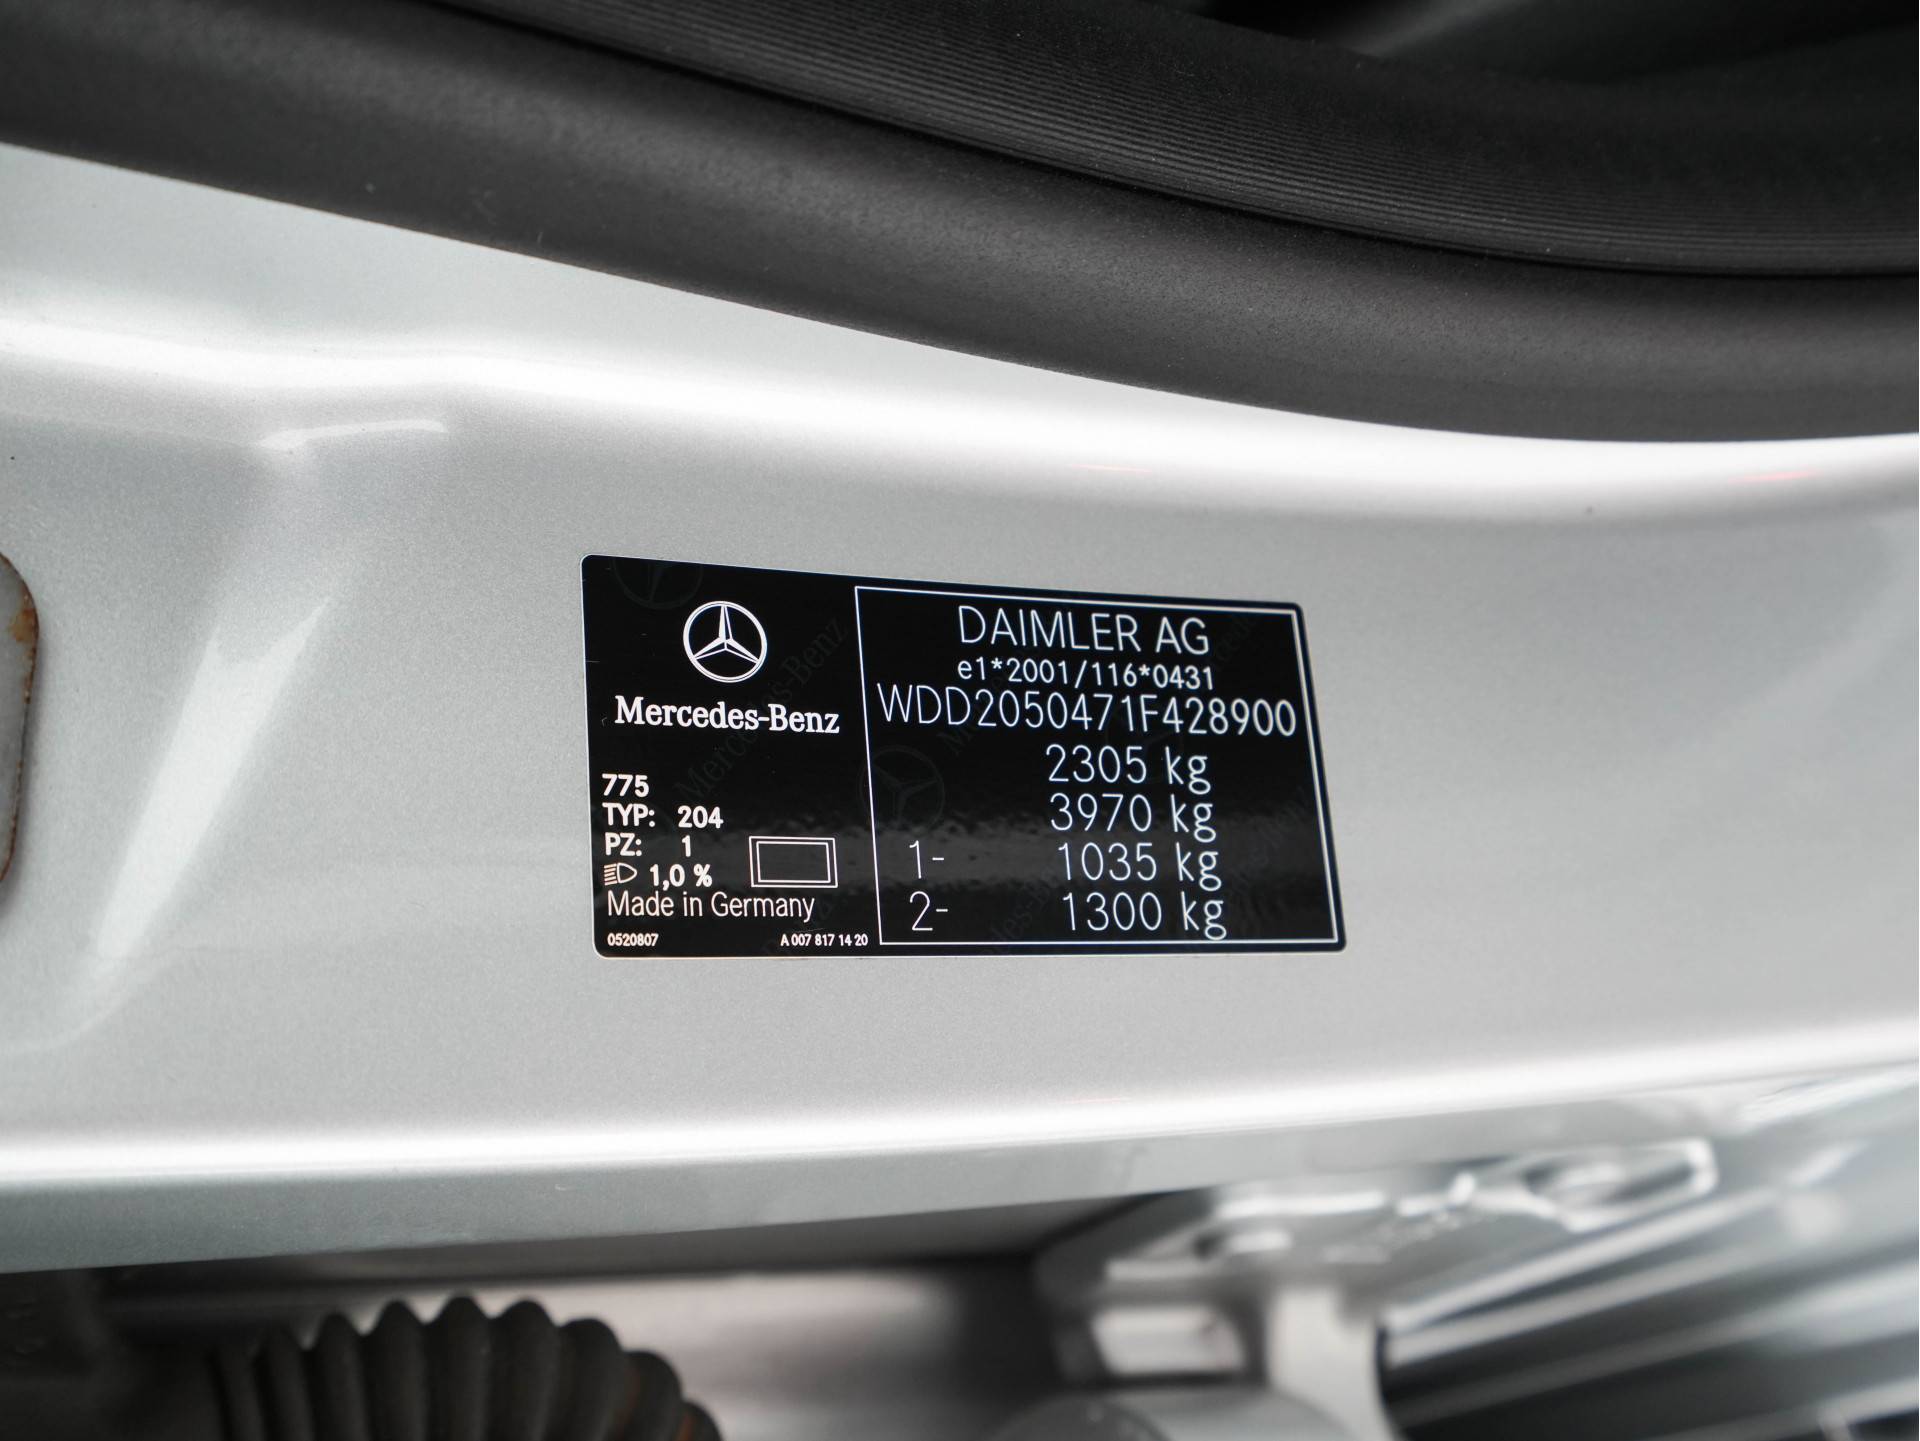 Mercedes-Benz
775
TYP: 204
PZ: 1
1,0 %
Made in Germany
0520807 A 007 817 14 20
DAIMLER AG
e1*2001/116*0431
WDD2050471F428900
2305 kg
3970 kg
1- 1035 kg
2- 1300 kg